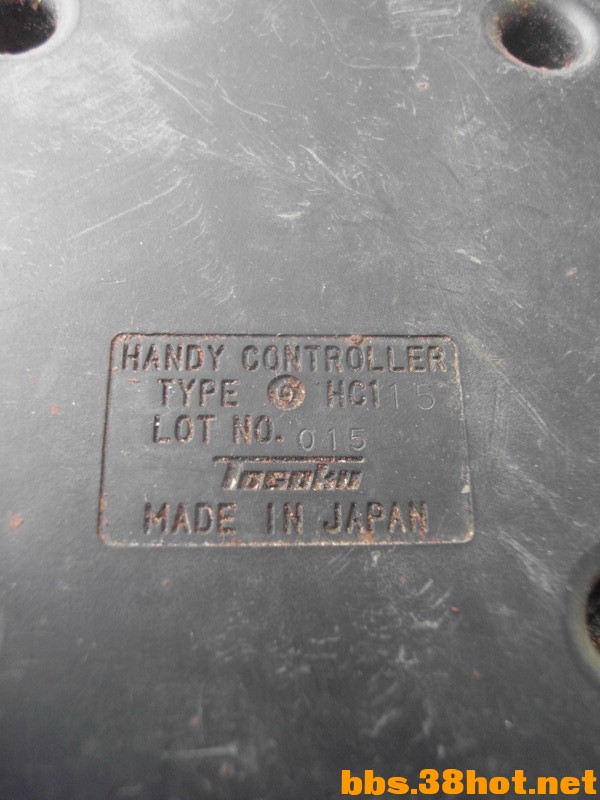 HANDY CONTROLLER
TYPE G HC115
LOT NO. 015
Tosoku
MADE IN JAPAN
bbs.38hot.net